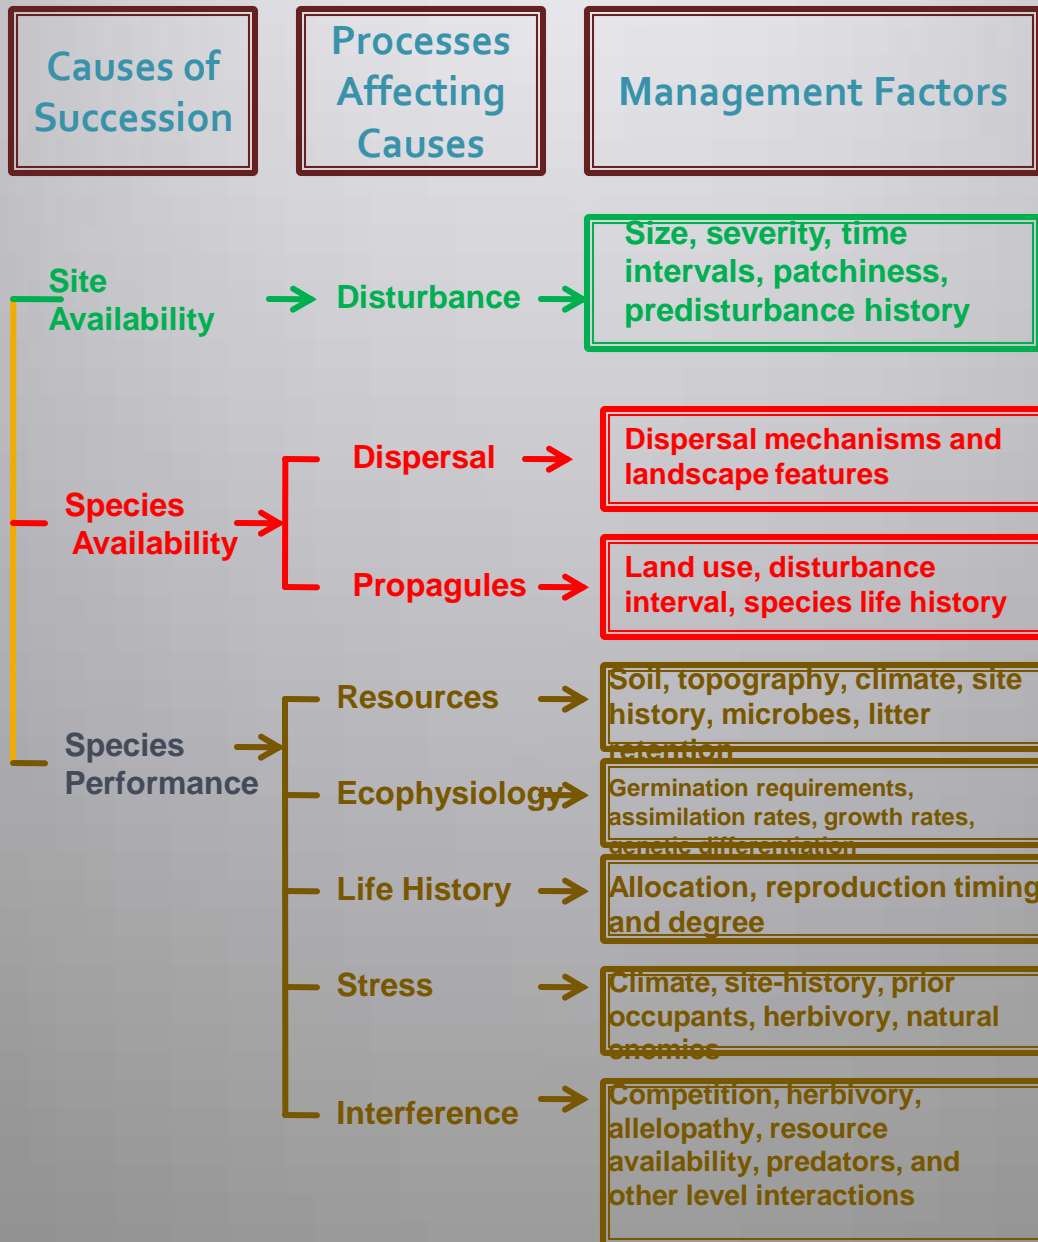 Causes of
Succession
Processes
Affecting
Causes
Management Factors
Site
Availability
Disturbance
Size, severity, time
intervals, patchiness,
predisturbance history
Species
Availability
Dispersal
Dispersal mechanisms and
landscape features
Propagules
Land use, disturbance
interval, species life history
Species
Performance
Resources
Soil, topography, climate, site
history, microbes, litter
retention
Ecophysiology
Germination requirements,
assimilation rates, growth rates,
genetic differentiation
Life History
Allocation, reproduction timing
and degree
Stress
Climate, site-history, prior
occupants, herbivory, natural
enemies
Interference
Competition, herbivory,
allelopathy, resource
availability, predators, and
other level interactions